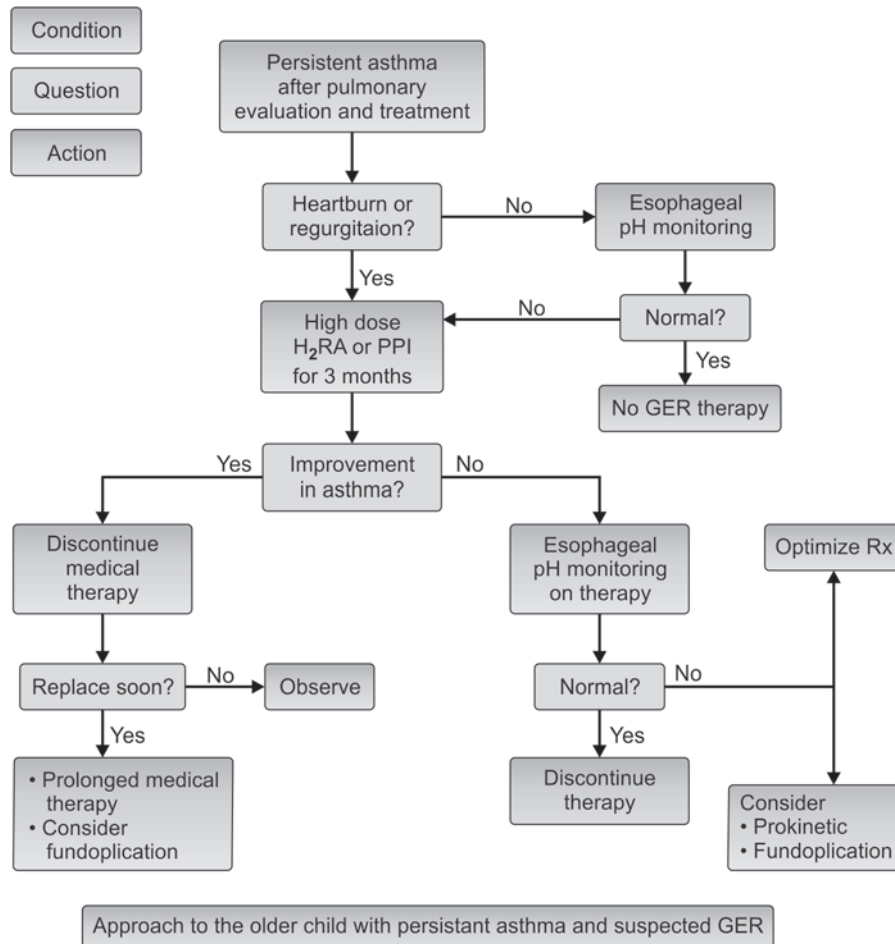 Condition
Question
Action
Persistent asthma
after pulmonary
evaluation and treatment
Heartburn or
regurgitaion?
No
Esophageal
pH monitoring
Yes
High dose
H₂RA or PPI
for 3 months
No
Normal?
Yes
No GER therapy
Yes
Improvement
in asthma?
No
Discontinue
medical
therapy
Esophageal
pH monitoring
on therapy
Optimize Rx
Replace soon?
No
Observe
Normal?
No
Yes
Yes
• Prolonged medical
therapy
• Consider
fundoplication
Discontinue
therapy
Consider
• Prokinetic
• Fundoplication
Approach to the older child with persistant asthma and suspected GER